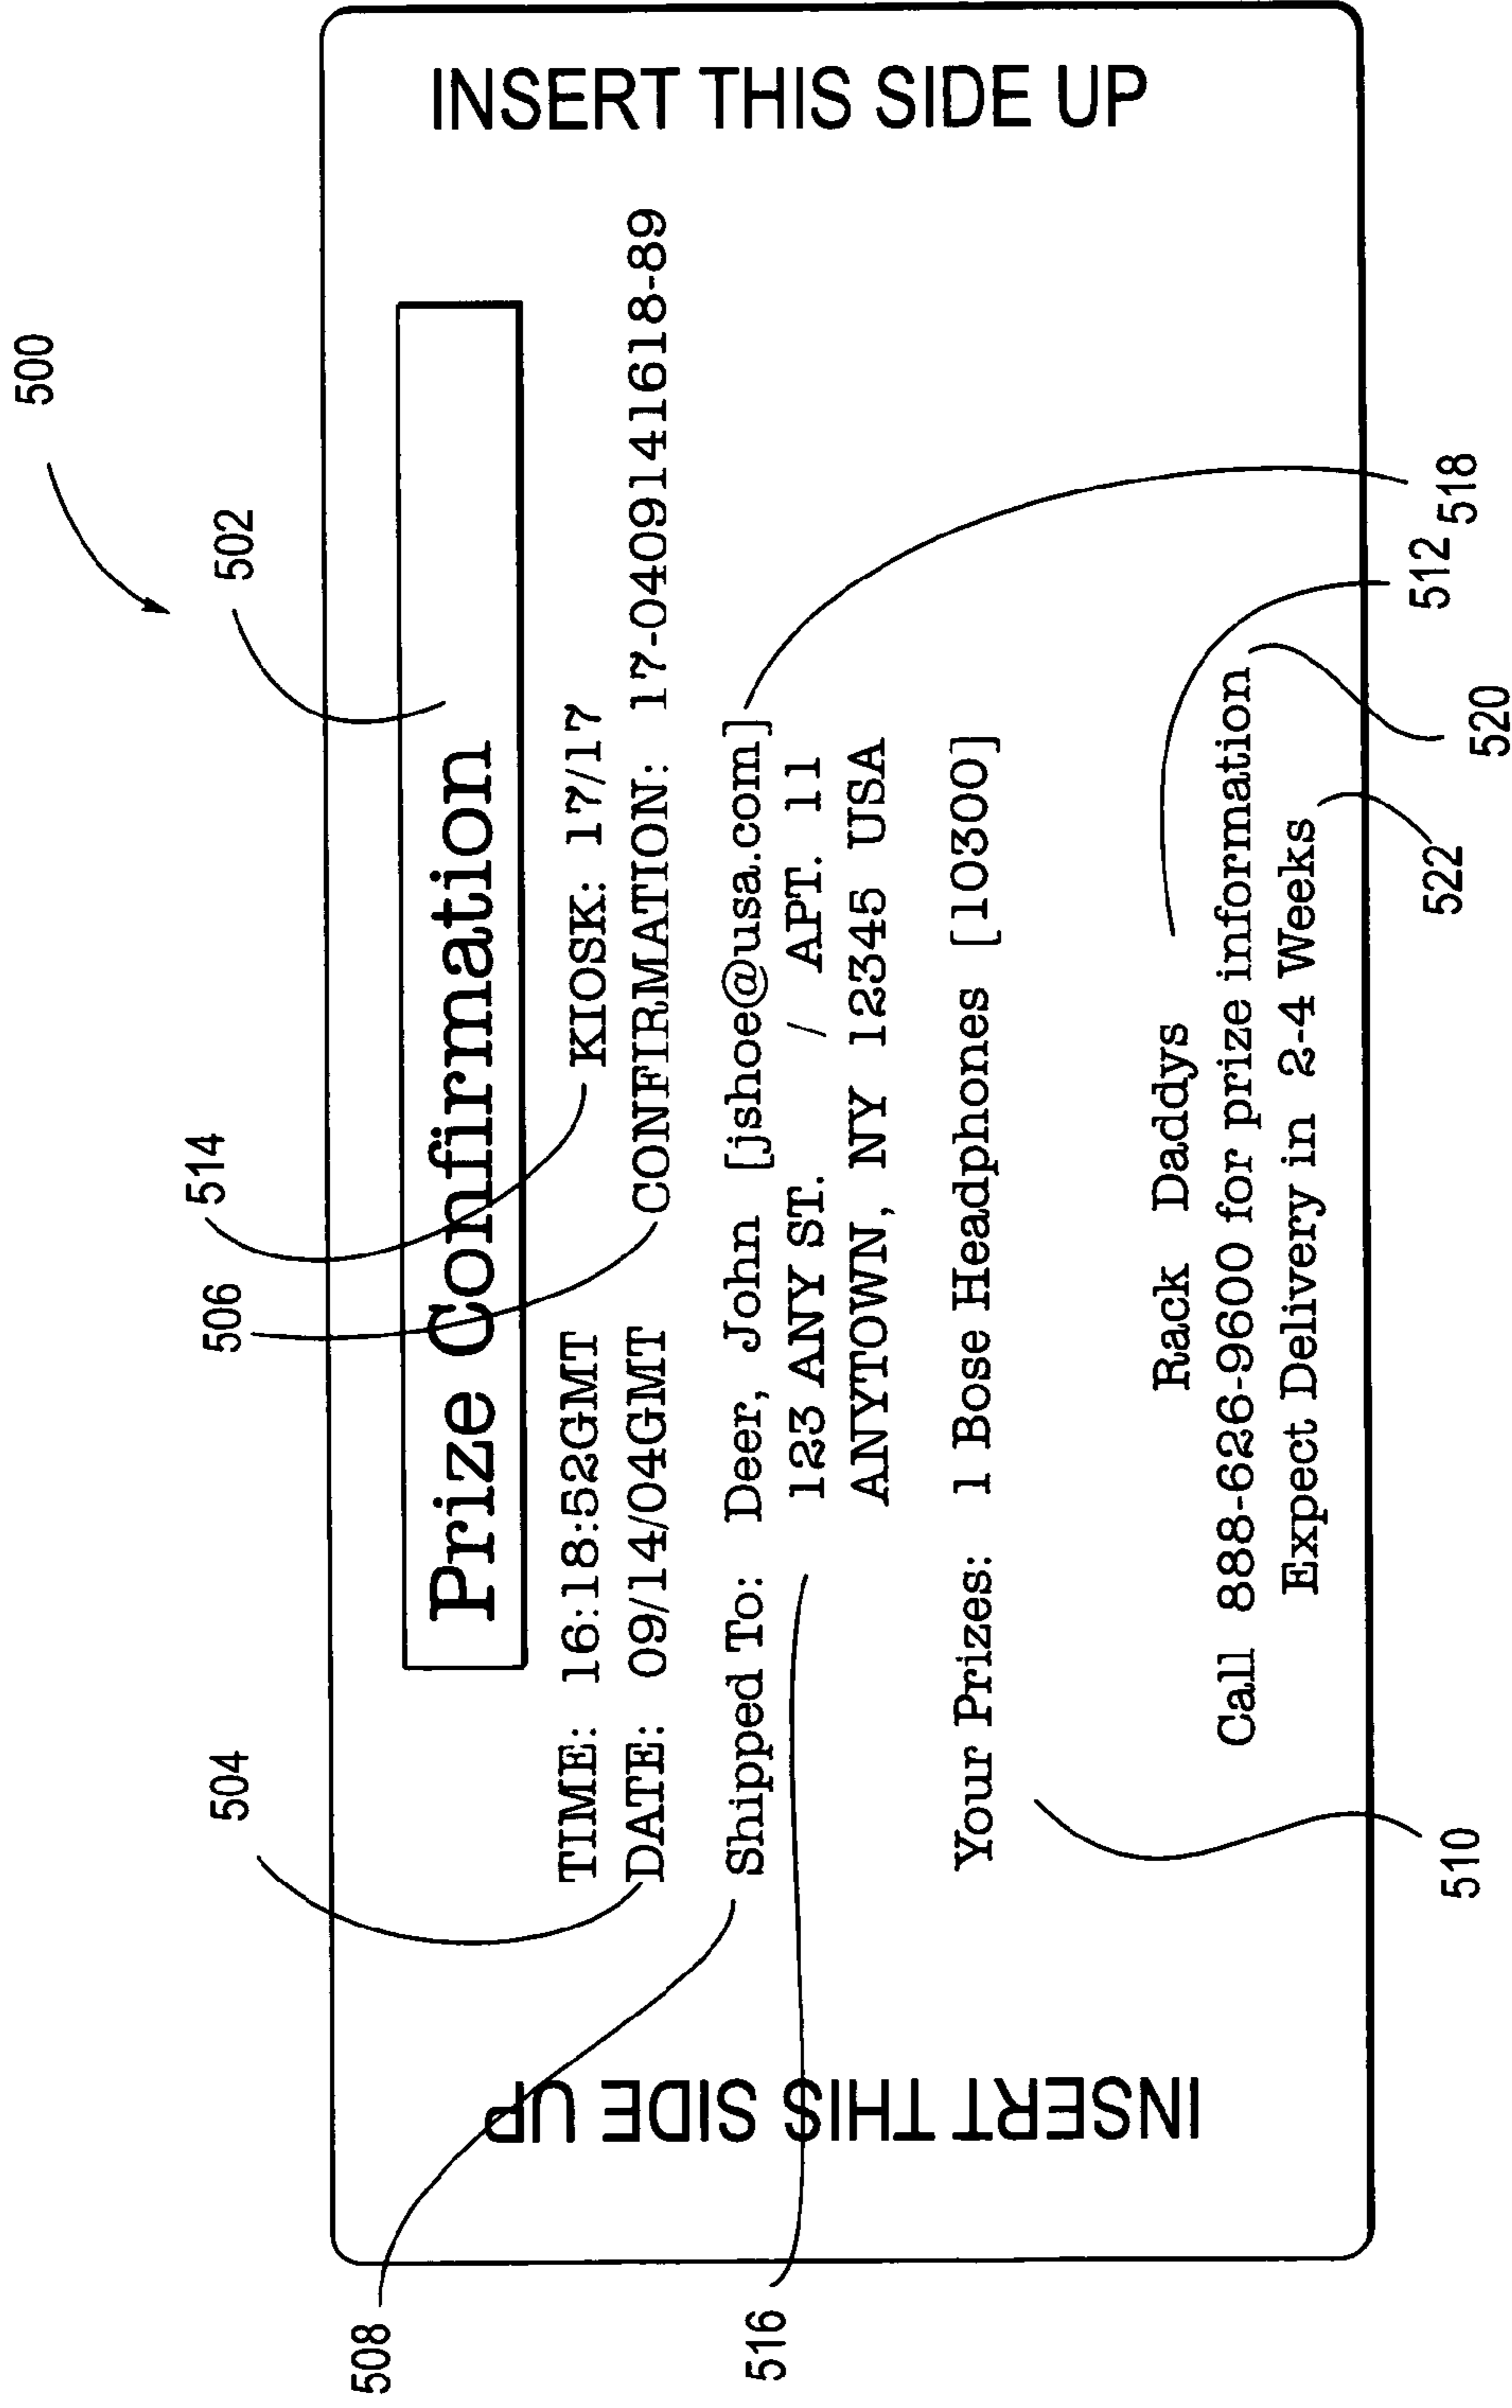 500
502
514
506
504
508
516
Prize Confirmation
TIME: 16:18:52GMT KIOSK: 17/17
DATE: 09/14/04GMT CONFIRMATION: 17-0409141618-89
Shipped To: Deer, John [jshoe@usa.com]
123 ANY ST. / APT. 11
ANYTOWN, NY 12345 USA
Your Prizes: 1 Bose Headphones [10300]
Rack Daddys
Call 888-626-9600 for prize information
Expect Delivery in 2-4 Weeks
INSERT THIS SIDE UP
INSERT THIS SIDE UP
510
522
520
512
518